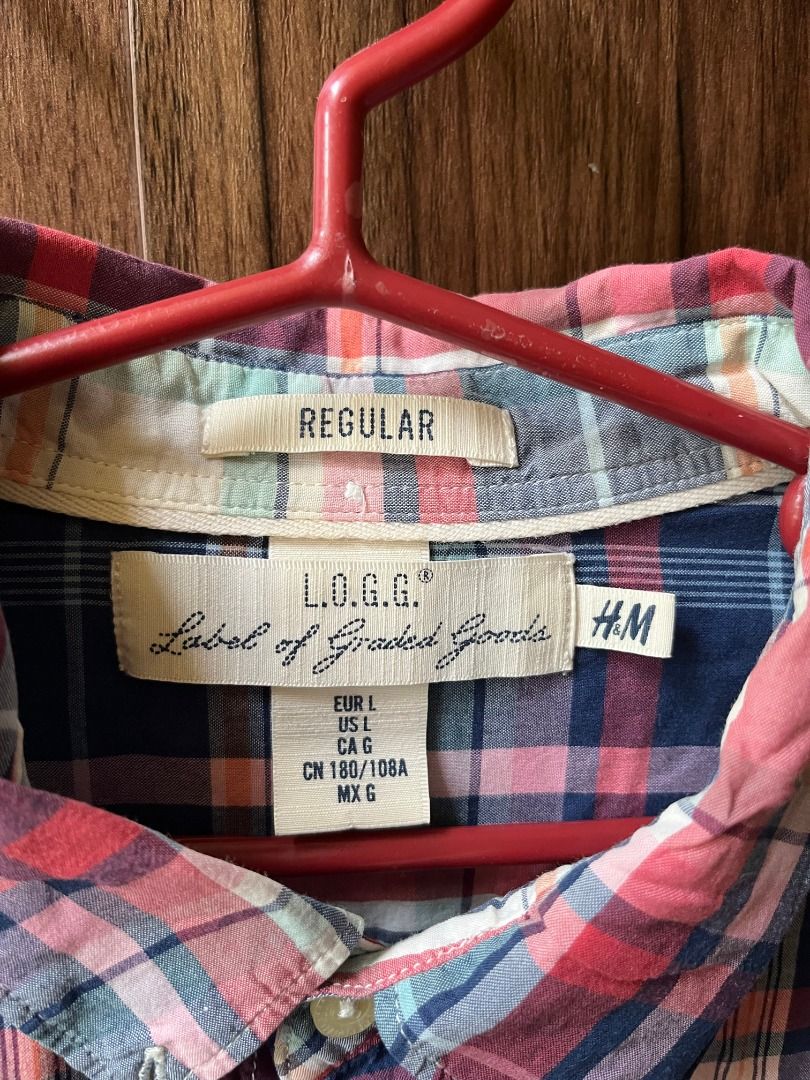 REGULAR
L.O.G.G.®
Label of Graded Goods
H&M
EUR L
US L
CA G
CN 180/108A
MX G